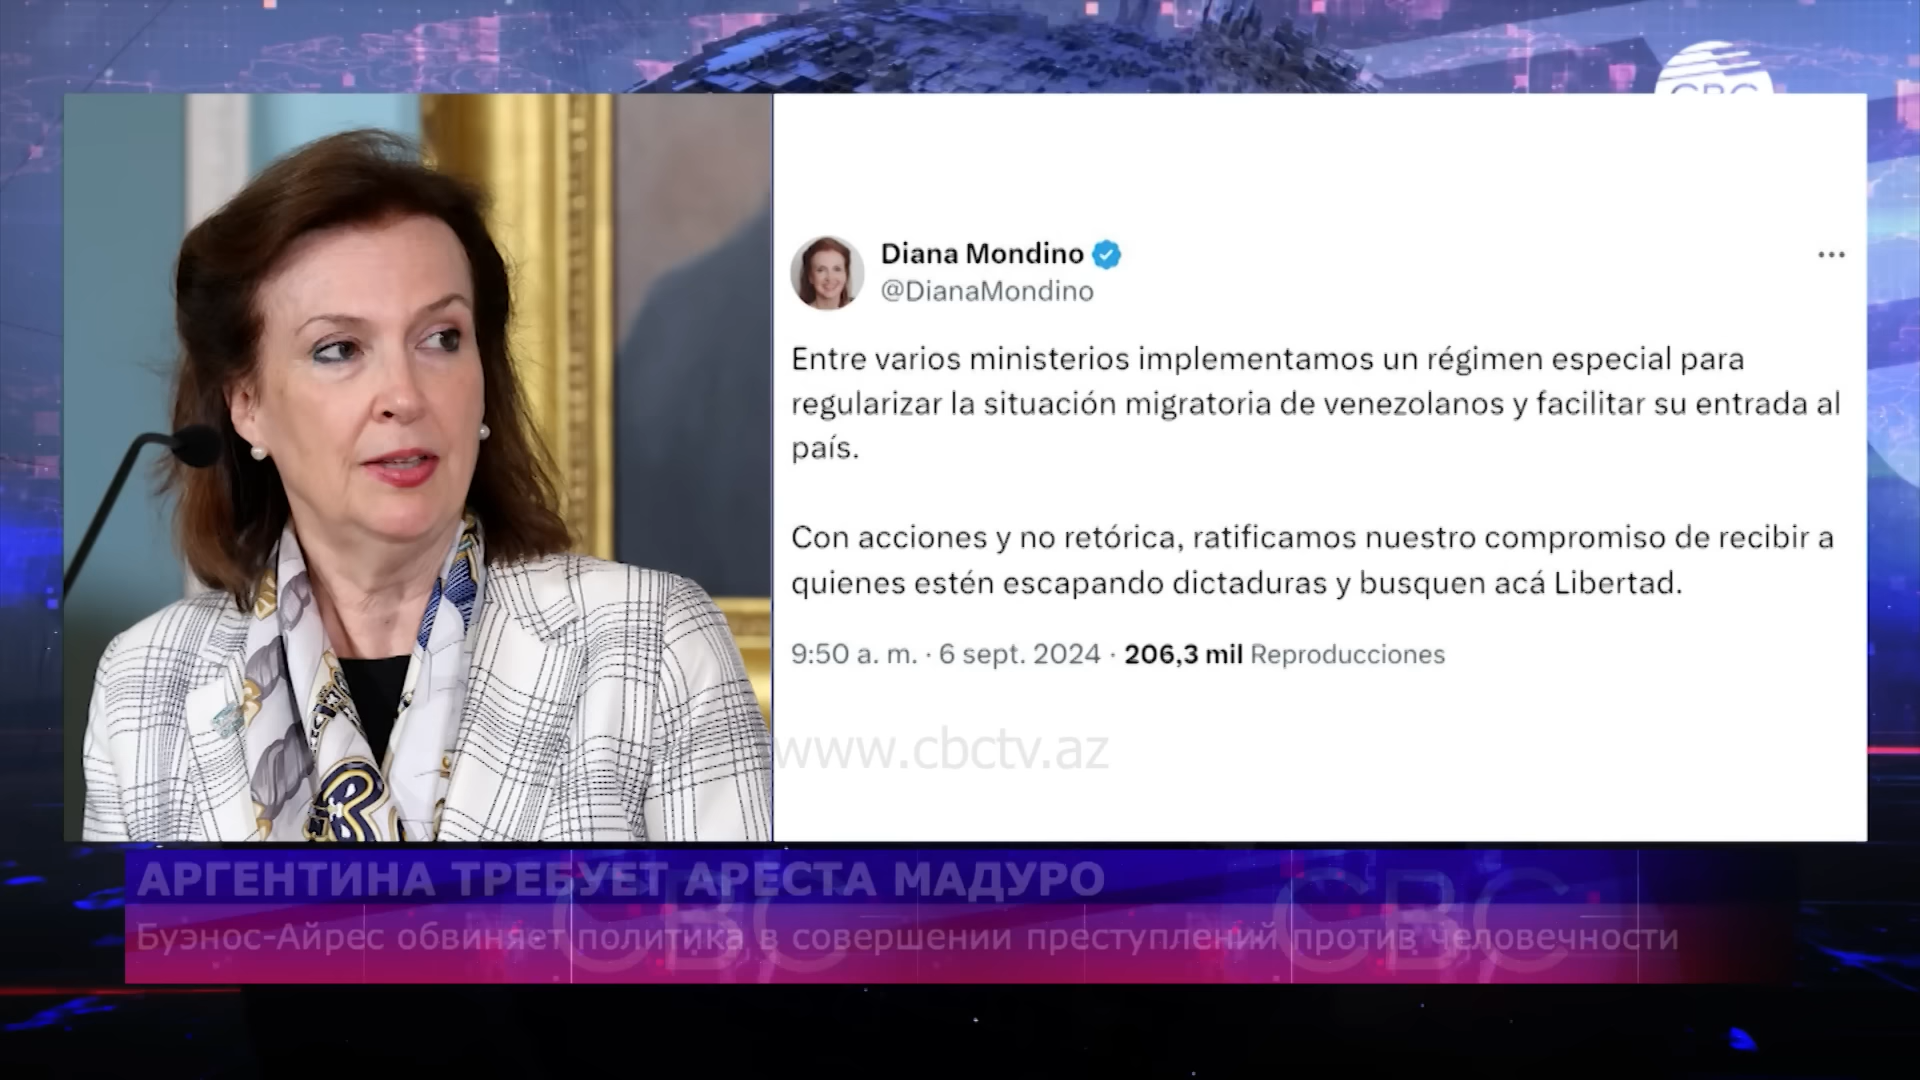 CBC
Diana Mondino
@DianaMondino
Entre varios ministerios implementamos un régimen especial para
regularizar la situación migratoria de venezolanos y facilitar su entrada al
país.
Con acciones y no retórica, ratificamos nuestro compromiso de recibir a
quienes estén escapando dictaduras y busquen acá Libertad.
9:50 a. m. · 6 sept. 2024 · 206,3 mil Reproducciones
www.cbctv.az
АРГЕНТИНА ТРЕБУЕТ АРЕСТА МАДУРО
Буэнос-Айрес обвиняет политика в совершении преступлений против человечности
CBC CBC